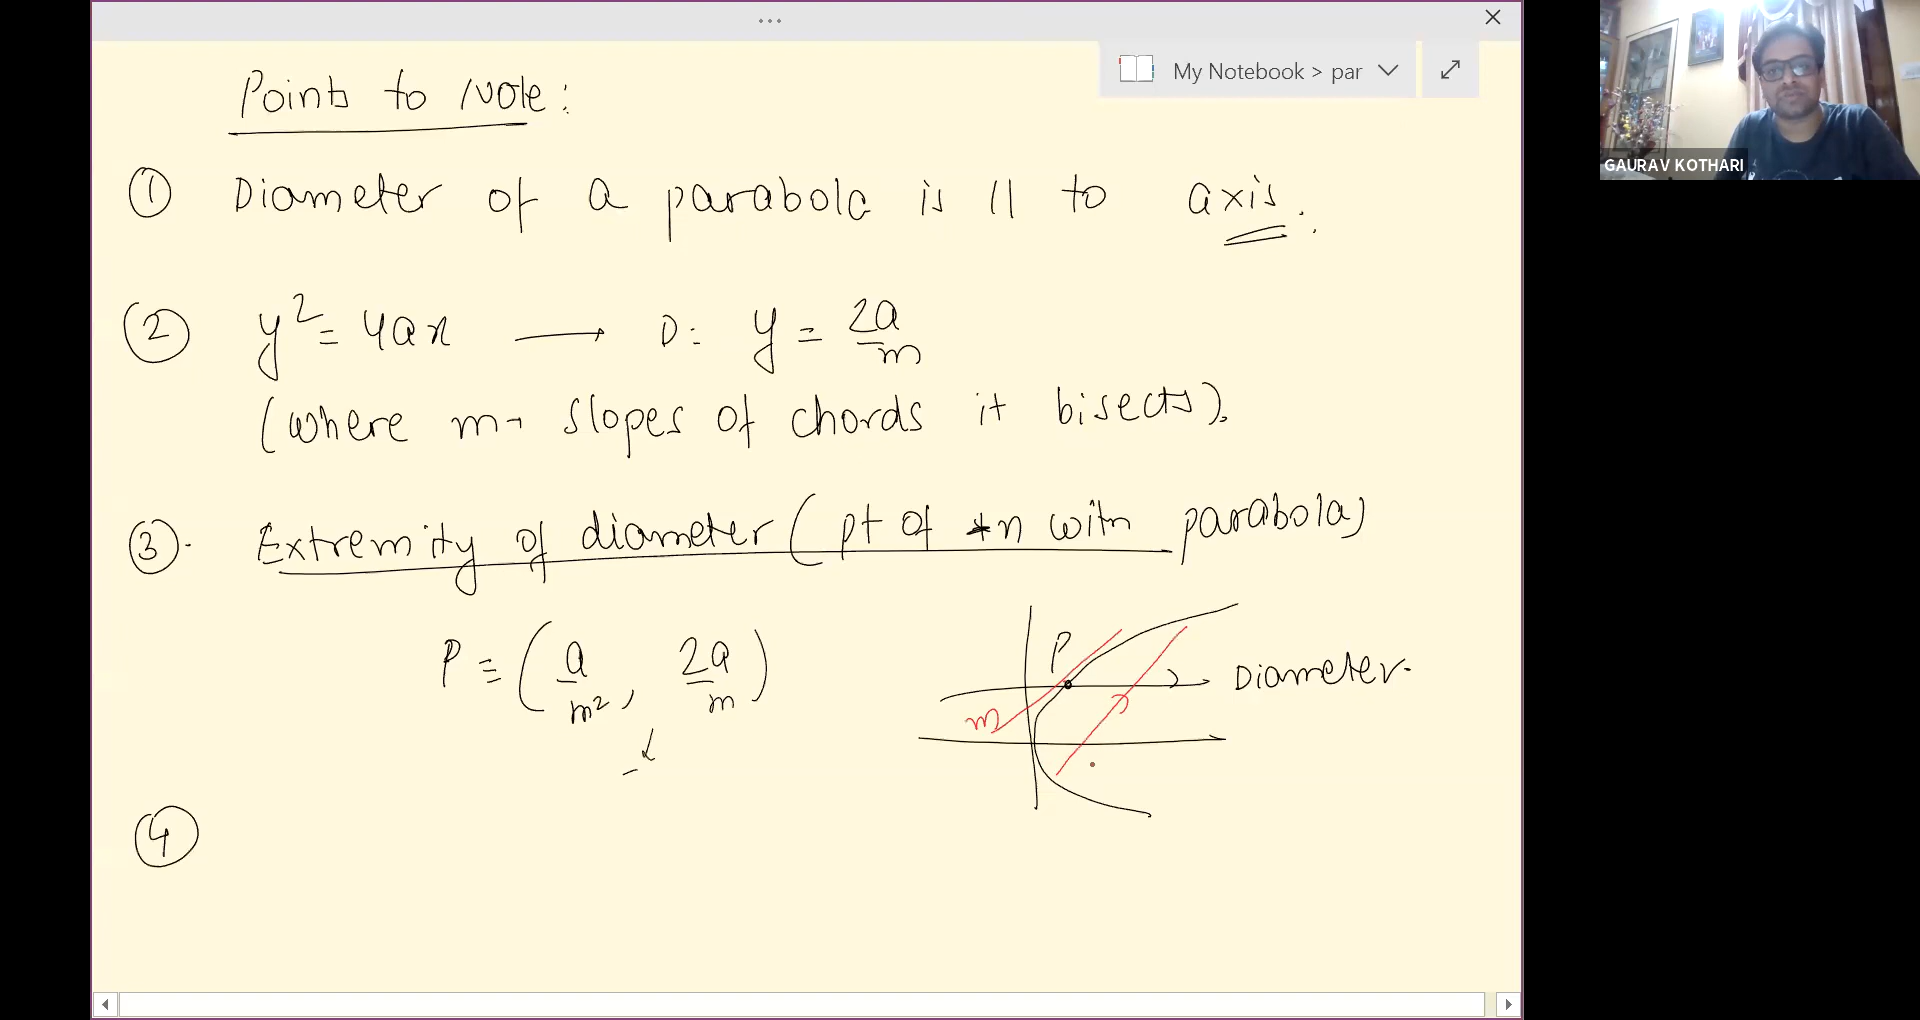 My Notebook > par
GAURAV KOTHARI
Points to Note:
① Diameter of a parabola is || to axis.
② y² = 4ax → D: y = 2a/m
(where m → slopes of chords it bisects).
③. Extremity of diameter (pt of *n with parabola)
P ≡ (a/m², 2a/m)
P
m
Diameter.
④